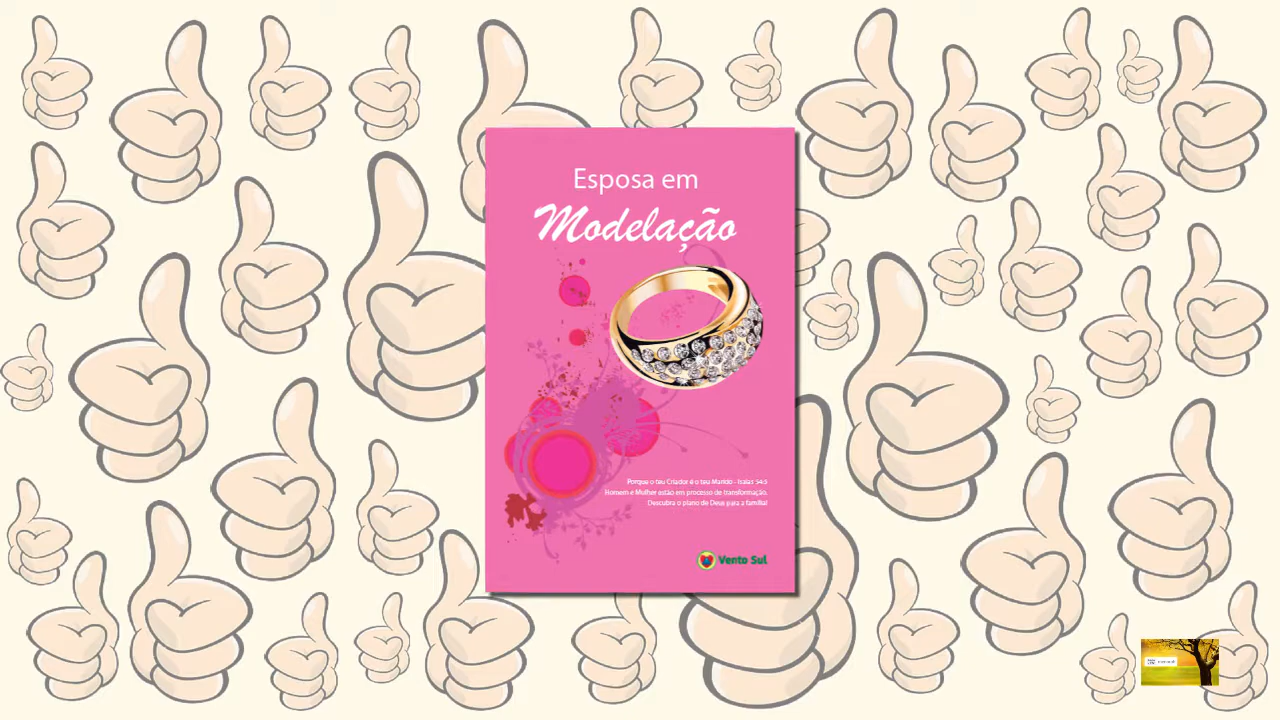 Esposa em
Modelação
Porque o teu Criador é o teu Marido - Isaías 54:5
Homem e Mulher estão em processo de transformação.
Descubra o plano de Deus para a família!
Vento Sul